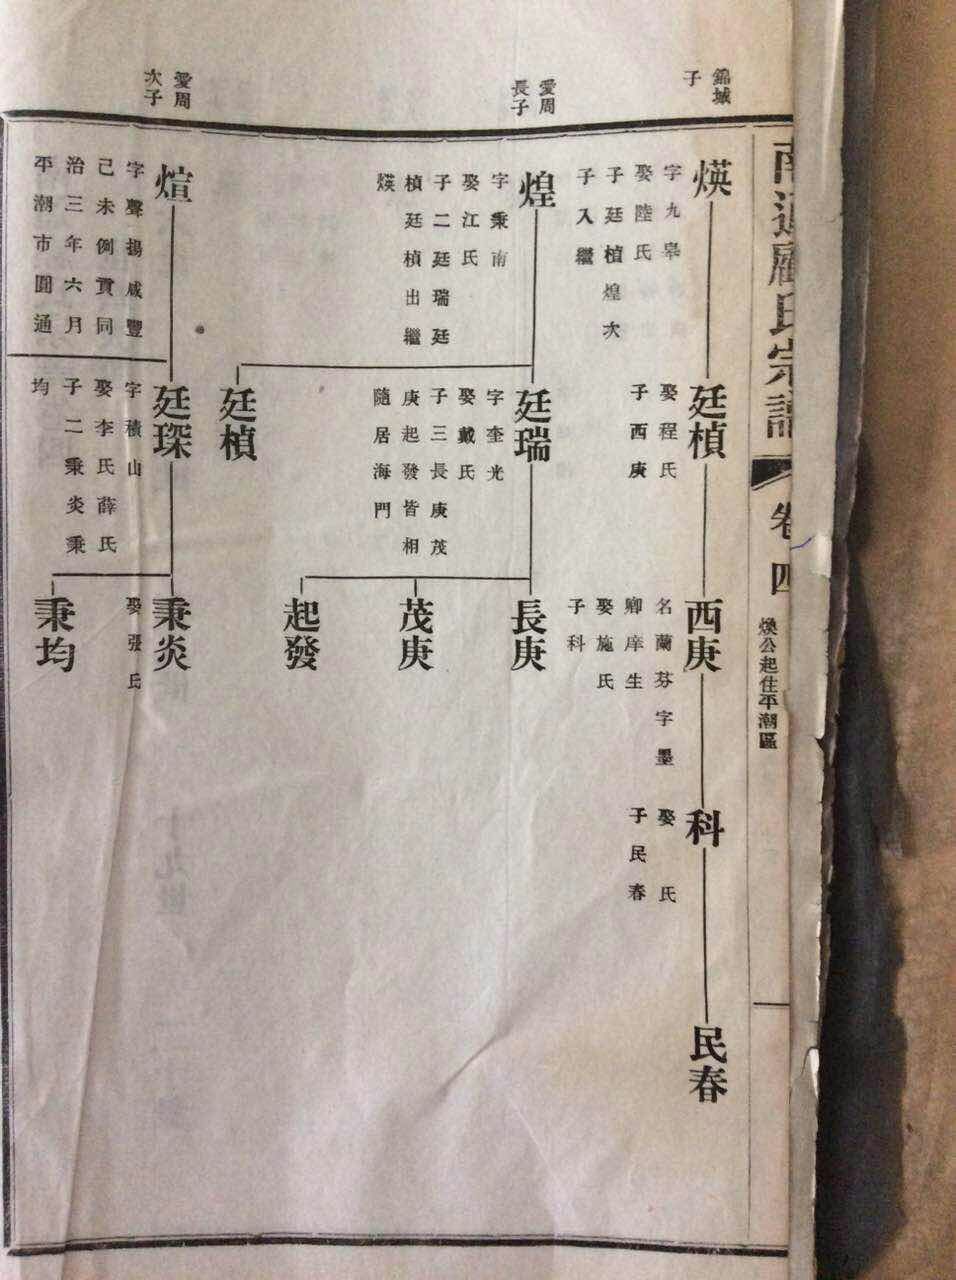 南通顧氏宗譜
卷四
煥公起住平潮區
錦城
子
煐
字九皋
娶陸氏
子廷楨煌次
子入繼
廷楨
娶程氏
子西庚
西庚
名蘭芬字墨
卿庠生
娶施氏
子科
科
娶 氏
子民春
民春
愛周
長子
煌
字秉南
娶江氏
子二廷瑞廷
楨廷楨出繼
煐
廷瑞
字奎光
娶戴氏
子三長庚茂
庚起發皆相
隨居海門
廷楨
長庚
茂庚
起發
愛周
次子
煊
字聲揚咸豐
己未例貢同
治三年六月
平潮市圓通
廷琛
字積山
娶李氏薛氏
子二秉炎秉
均
秉炎
娶張氏
秉均